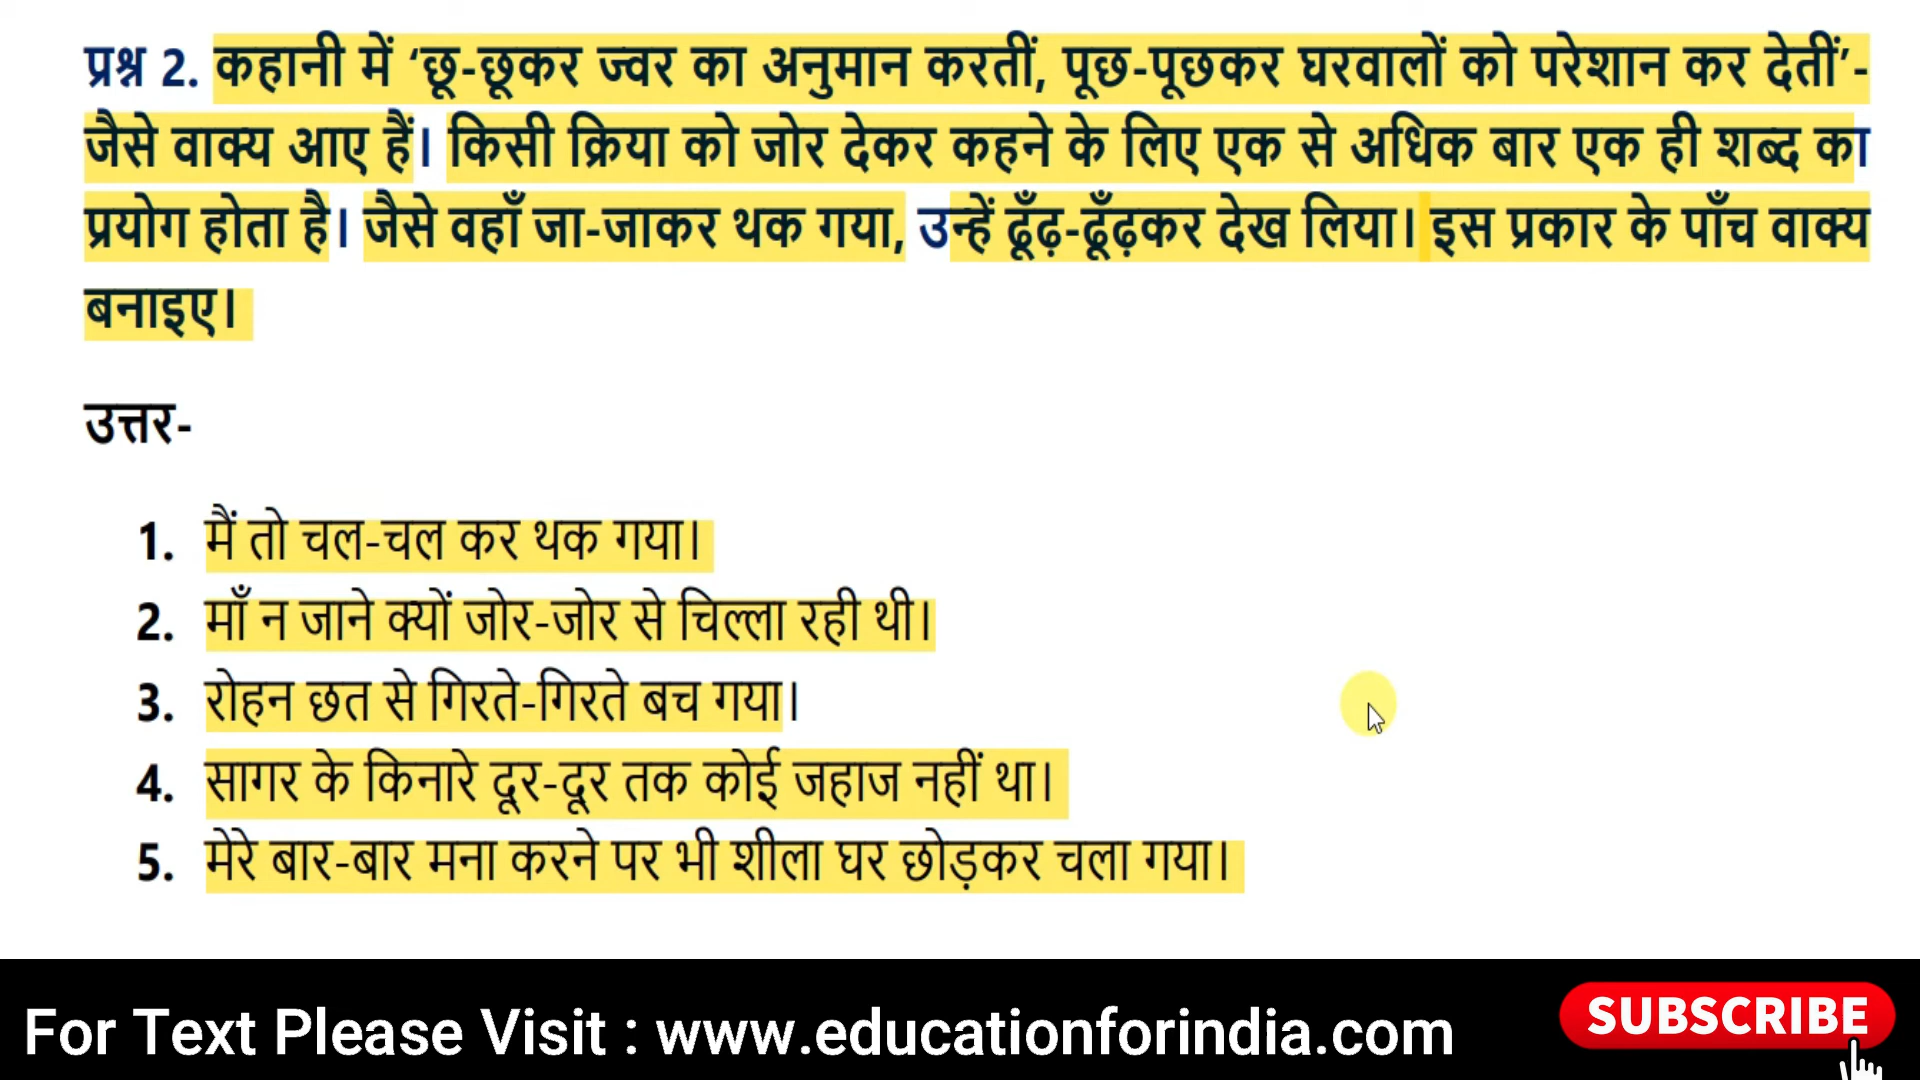 प्रश्न 2. कहानी में ‘छू-छूकर ज्वर का अनुमान करतीं, पूछ-पूछकर घरवालों को परेशान कर देतीं’-
जैसे वाक्य आए हैं। किसी क्रिया को जोर देकर कहने के लिए एक से अधिक बार एक ही शब्द का
प्रयोग होता है। जैसे वहाँ जा-जाकर थक गया, उन्हें ढूँढ़-ढूँढ़कर देख लिया। इस प्रकार के पाँच वाक्य
बनाइए।
उत्तर-
1. मैं तो चल-चल कर थक गया।
2. माँ न जाने क्यों जोर-जोर से चिल्ला रही थी।
3. रोहन छत से गिरते-गिरते बच गया।
4. सागर के किनारे दूर-दूर तक कोई जहाज नहीं था।
5. मेरे बार-बार मना करने पर भी शीला घर छोड़कर चला गया।
For Text Please Visit : www.educationforindia.com
SUBSCRIBE